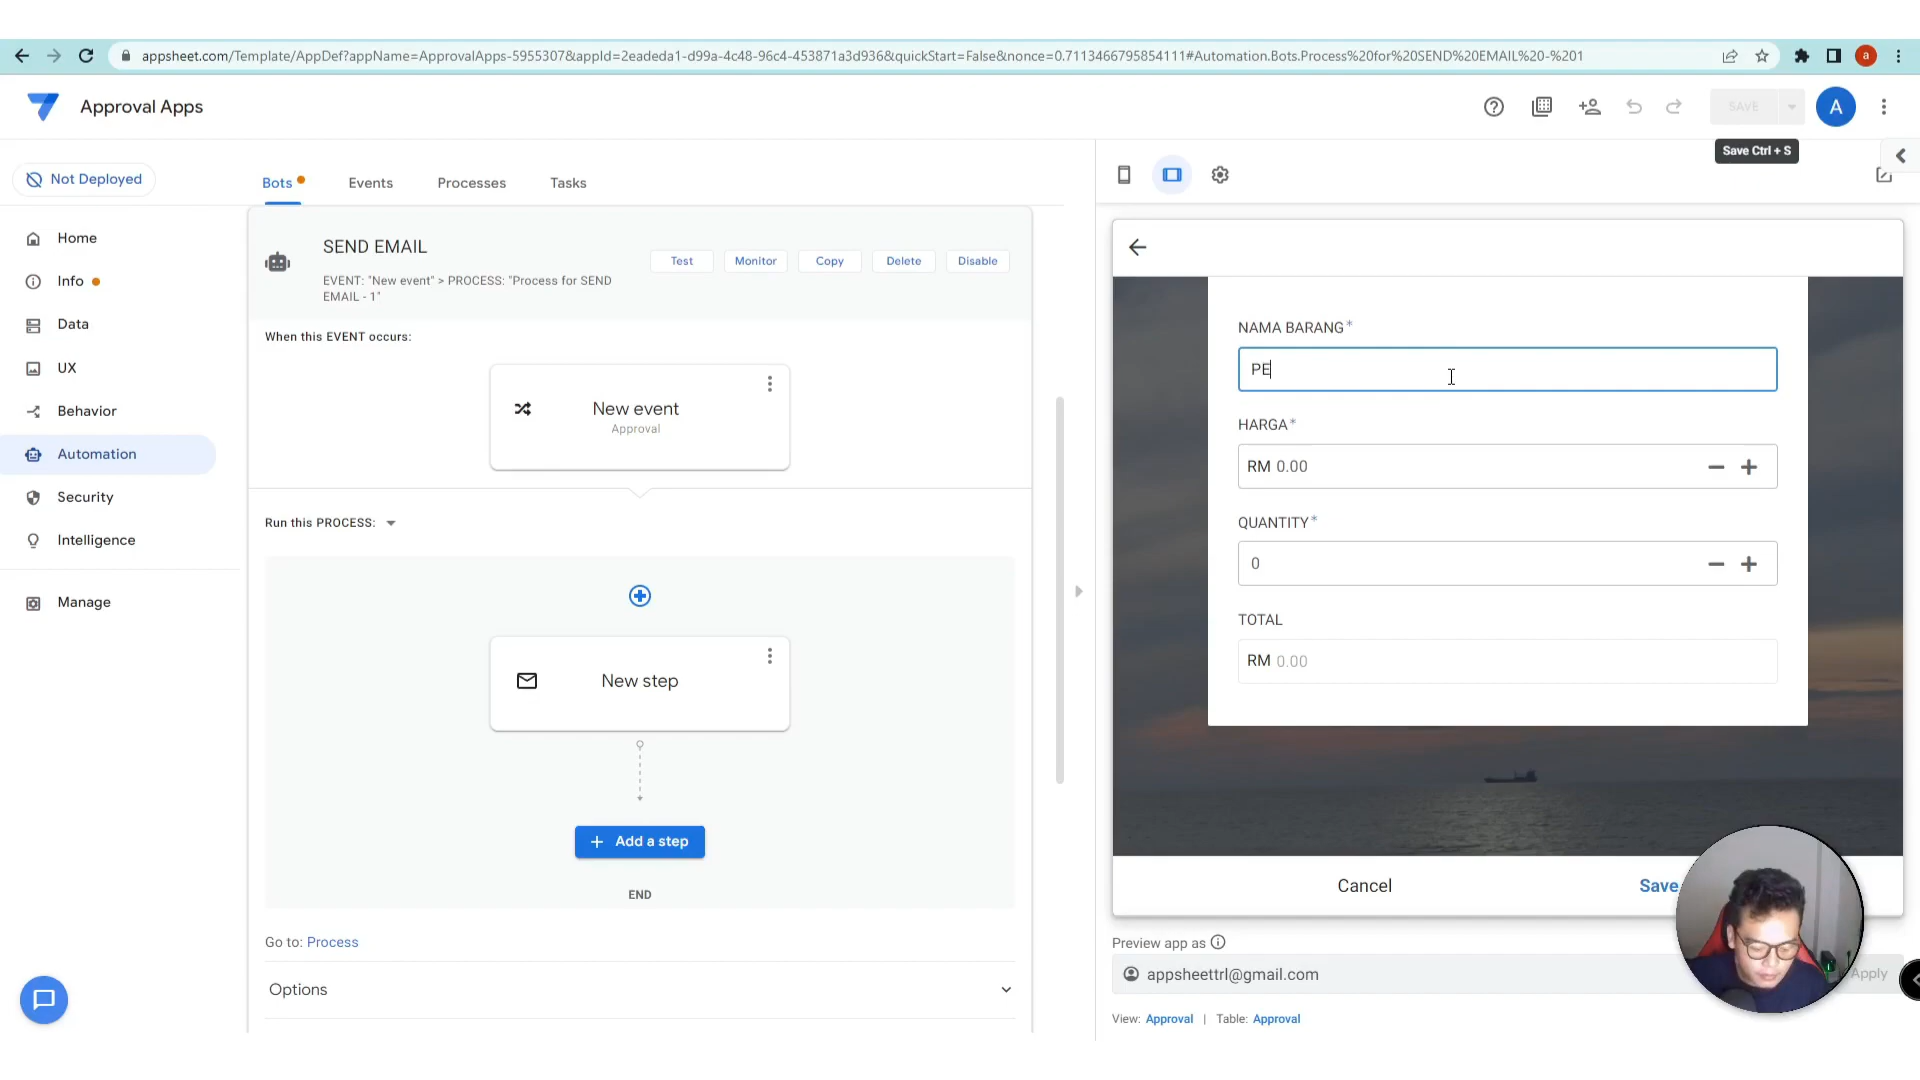 appsheet.com/Template/AppDef?appName=ApprovalApps-5955307&appId=2eadeda1-d99a-4c48-96c4-453871a3d936&quickStart=False&nonce=0.7113466795854111#Automation.Bots.Process%20for%20SEND%20EMAIL%20-%201
a
Approval Apps
SAVE
A
Save Ctrl + S
Not Deployed
Bots
Events
Processes
Tasks
Home
Info
Data
UX
Behavior
Automation
Security
Intelligence
Manage
SEND EMAIL
EVENT: "New event" > PROCESS: "Process for SEND
EMAIL - 1"
Test
Monitor
Copy
Delete
Disable
When this EVENT occurs:
New event
Approval
Run this PROCESS:
New step
Add a step
END
Go to: Process
Options
NAMA BARANG*
PE
HARGA*
RM 0.00
QUANTITY*
0
TOTAL
RM 0.00
Cancel
Save
Preview app as
appsheettrl@gmail.com
Apply
View: Approval | Table: Approval